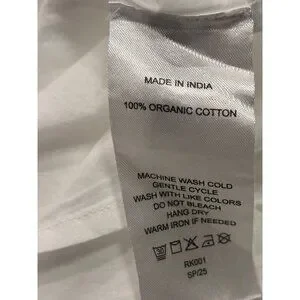 MADE IN INDIA
100% ORGANIC COTTON
MACHINE WASH COLD
GENTLE CYCLE
WASH WITH LIKE COLORS
DO NOT BLEACH
HANG DRY
WARM IRON IF NEEDED
RK001
SP/25